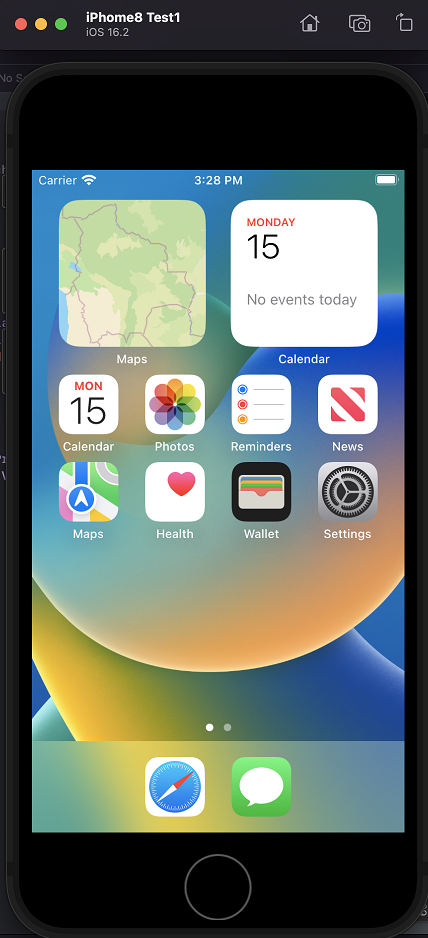 iPhone8 Test1
iOS 16.2
No S
Carrier 3:28 PM
MONDAY
15
No events today
Maps Calendar
MON
15
Calendar Photos Reminders News
Maps Health Wallet Settings